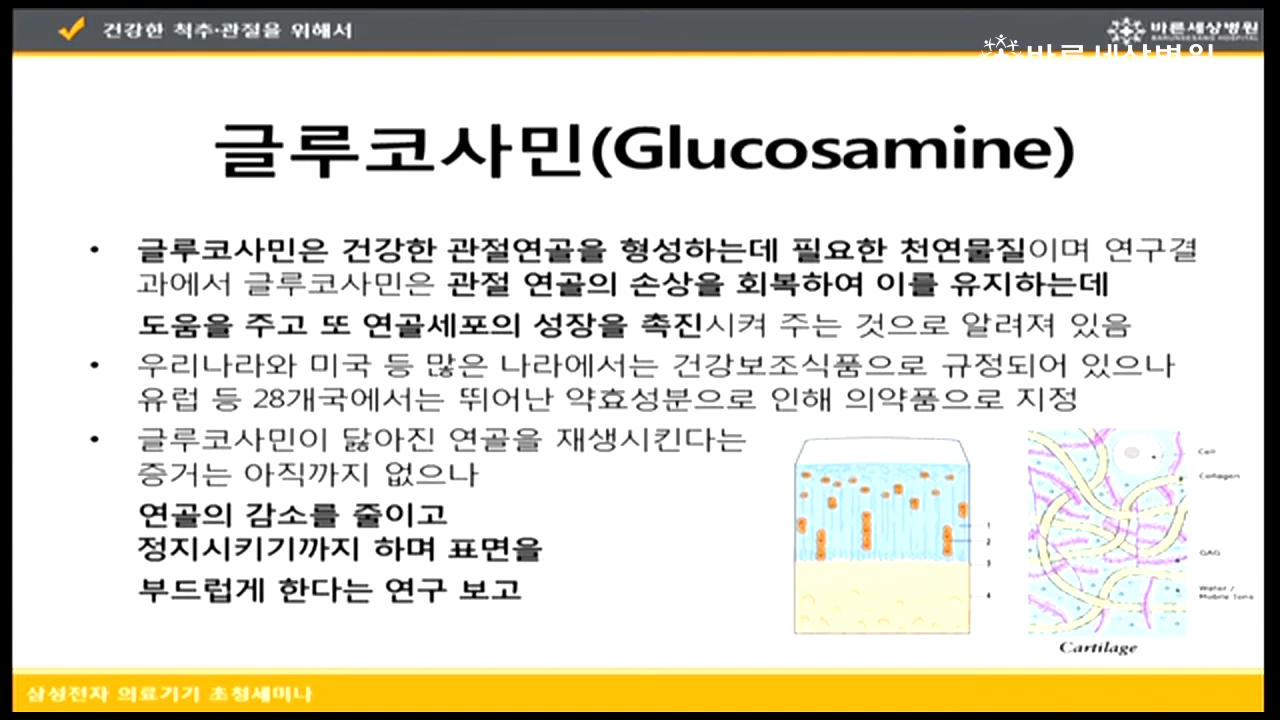 건강한 척추·관절을 위해서
바른세상병원
바른세상병원
글루코사민(Glucosamine)
• 글루코사민은 건강한 관절연골을 형성하는데 필요한 천연물질이며 연구결
과에서 글루코사민은 관절 연골의 손상을 회복하여 이를 유지하는데
도움을 주고 또 연골세포의 성장을 촉진시켜 주는 것으로 알려져 있음
• 우리나라와 미국 등 많은 나라에서는 건강보조식품으로 규정되어 있으나
유럽 등 28개국에서는 뛰어난 약효성분으로 인해 의약품으로 지정
• 글루코사민이 닳아진 연골을 재생시킨다는
증거는 아직까지 없으나
연골의 감소를 줄이고
정지시키기까지 하며 표면을
부드럽게 한다는 연구 보고
1
2
3
4
Cell
Collagen
GAG
Water /
Mobile Ions
Cartilage
삼성전자 의료기기 초청세미나